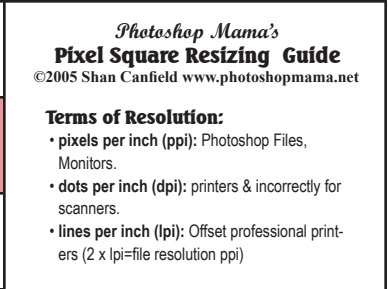 Photoshop Mama's
Pixel Square Resizing Guide
©2005 Shan Canfield www.photoshopmama.net
Terms of Resolution:
• pixels per inch (ppi): Photoshop Files,
Monitors.
• dots per inch (dpi): printers & incorrectly for
scanners.
• lines per inch (lpi): Offset professional print-
ers (2 x lpi=file resolution ppi)